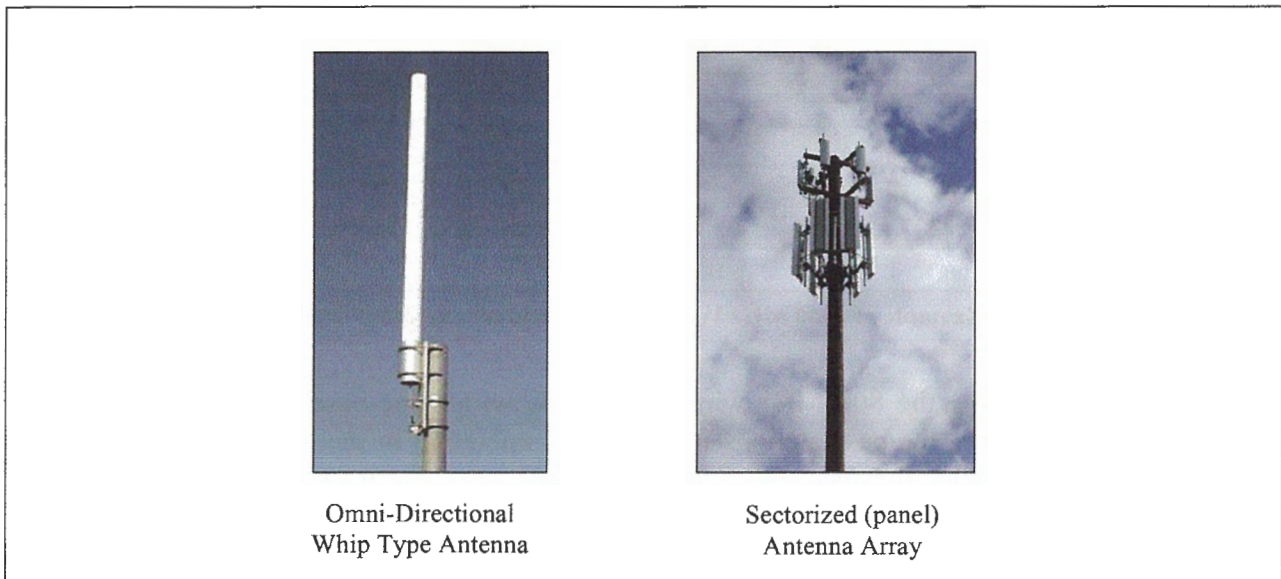 Omni-Directional
Whip Type Antenna
Sectorized (panel)
Antenna Array